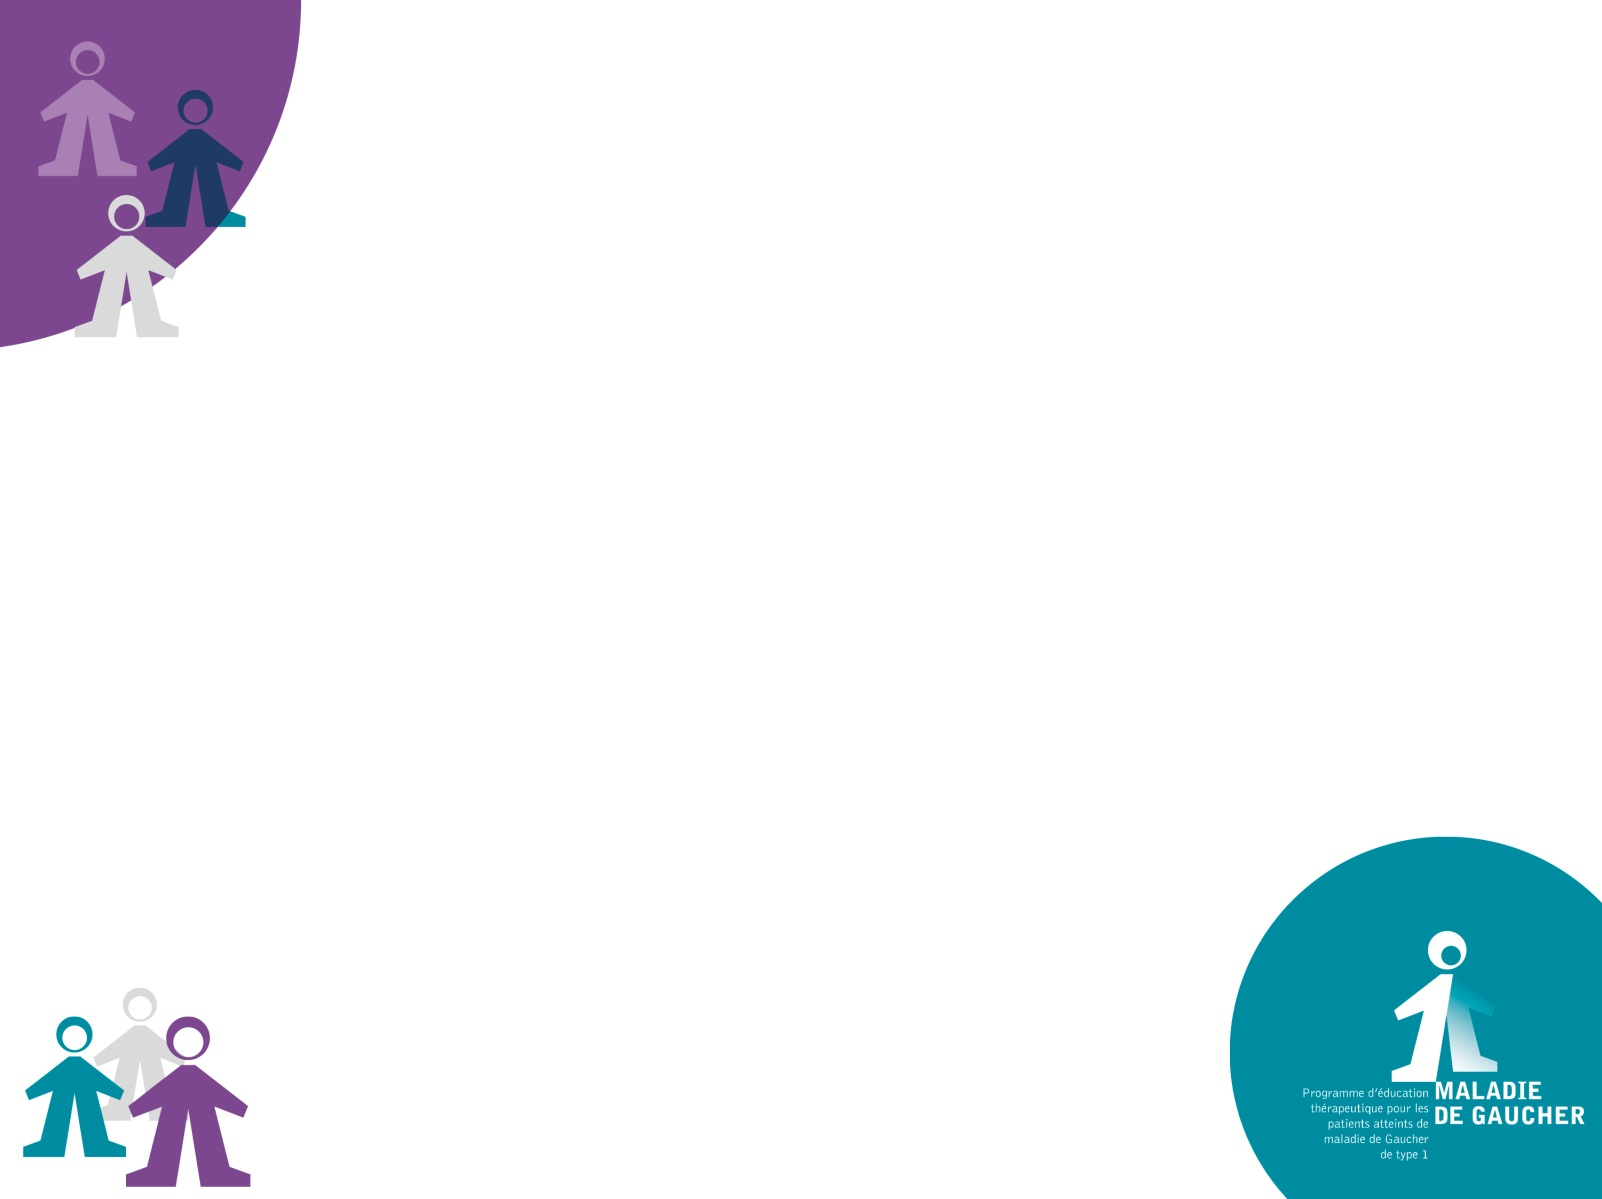 Programme d'éducation
thérapeutique pour les
patients atteints de
maladie de Gaucher
de type 1
MALADIE
DE GAUCHER